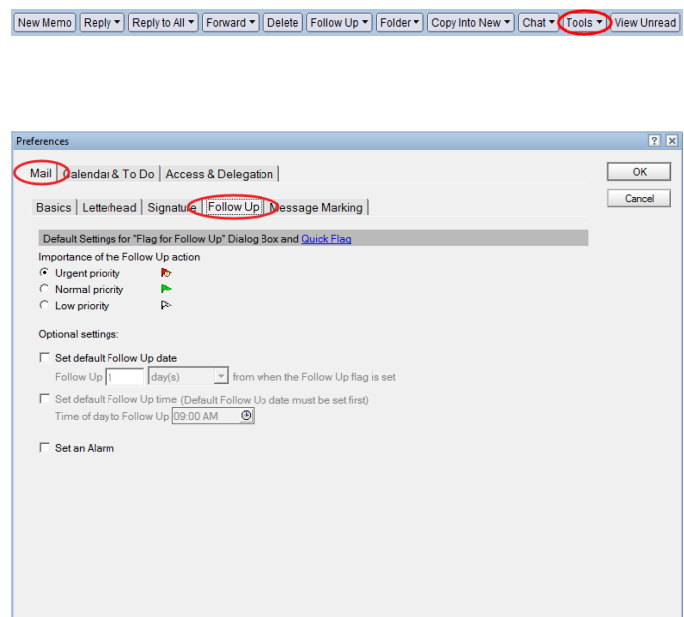 New Memo Reply Reply to All Forward Delete Follow Up Folder Copy Into New Chat Tools View Unread
Preferences
Mail Calendar & To Do Access & Delegation OK
Cancel
Basics Letterhead Signature Follow Up Message Marking
Default Settings for "Flag for Follow Up" Dialog Box and Quick Flag
Importance of the Follow Up action
Urgent priority
Normal priority
Low priority
Optional settings:
Set default Follow Up date
Follow Up 1 day(s) from when the Follow Up flag is set
Set default Follow Up time (Default Follow Up date must be set first)
Time of day to Follow Up 09:00 AM
Set an Alarm